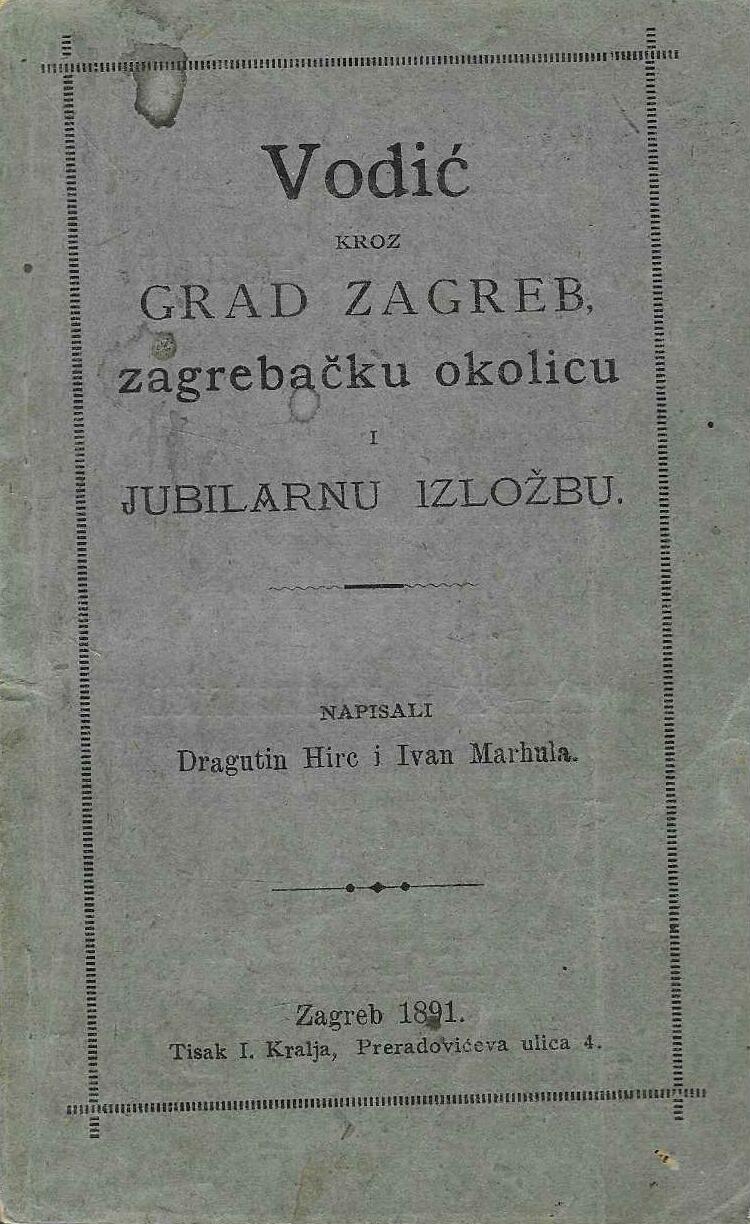 Vodić
KROZ
GRAD ZAGREB,
zagrebačku okolicu
I
JUBILARNU IZLOŽBU.
NAPISALI
Dragutin Hirc i Ivan Marhula.
Zagreb 1891.
Tisak I. Kralja, Preradovićeva ulica 4.